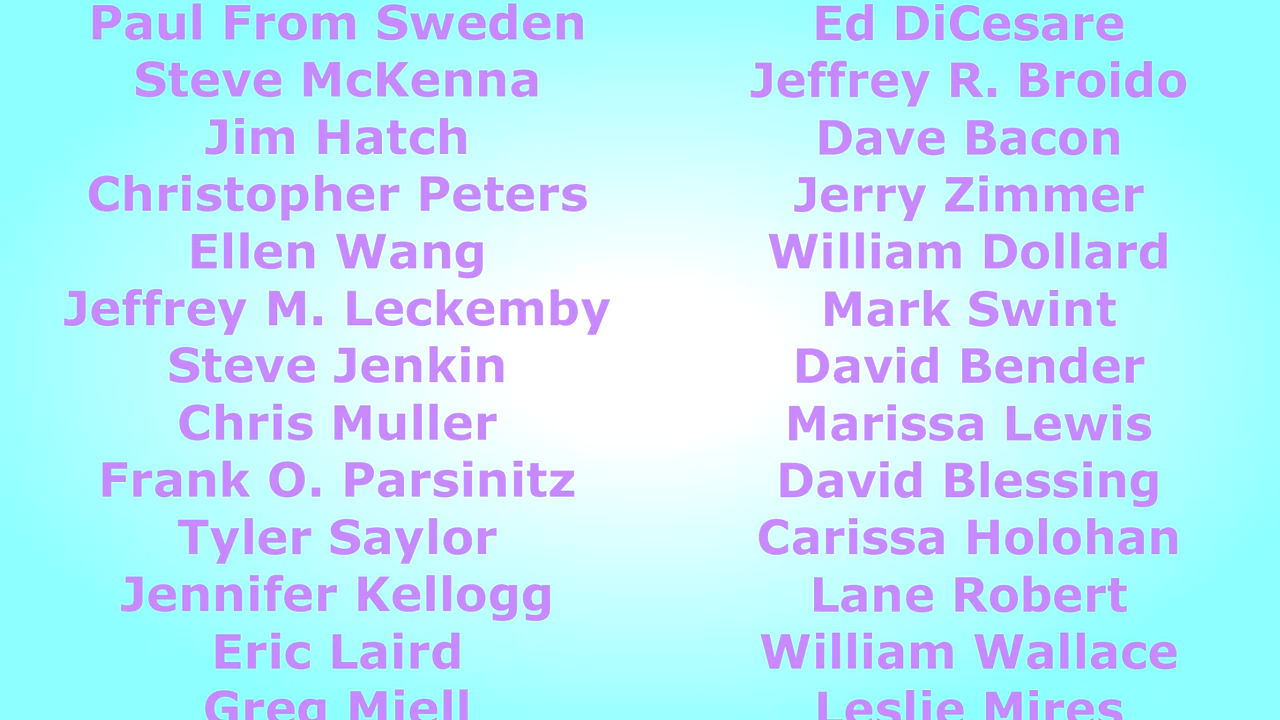 Paul From Sweden
Steve McKenna
Jim Hatch
Christopher Peters
Ellen Wang
Jeffrey M. Leckemby
Steve Jenkin
Chris Muller
Frank O. Parsinitz
Tyler Saylor
Jennifer Kellogg
Eric Laird
Greg Miell
Ed DiCesare
Jeffrey R. Broido
Dave Bacon
Jerry Zimmer
William Dollard
Mark Swint
David Bender
Marissa Lewis
David Blessing
Carissa Holohan
Lane Robert
William Wallace
Leslie Mires